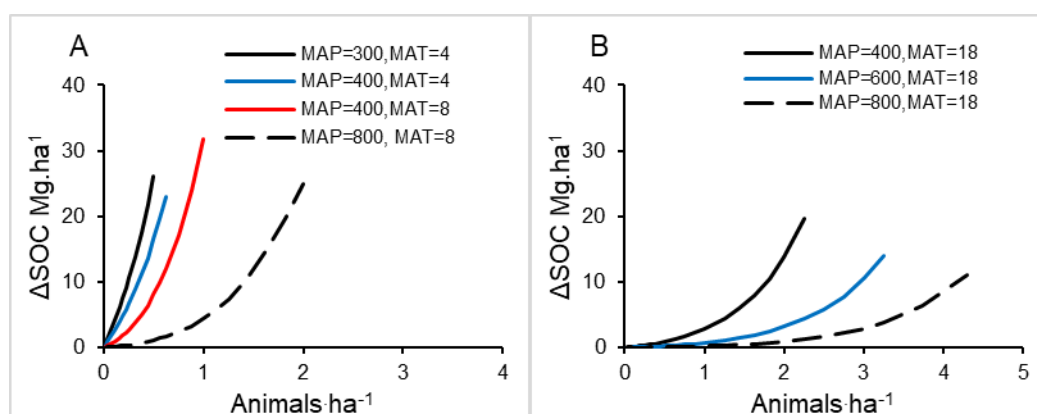 A
MAP=300,MAT=4
MAP=400,MAT=4
MAP=400,MAT=8
MAP=800, MAT=8
40
30
20
10
0
0 1 2 3 4
ΔSOC Mg.ha¹
Animals·ha⁻¹
B
MAP=400,MAT=18
MAP=600,MAT=18
MAP=800,MAT=18
40
30
20
10
0
0 1 2 3 4 5
ΔSOC Mg.ha¹
Animals·ha⁻¹